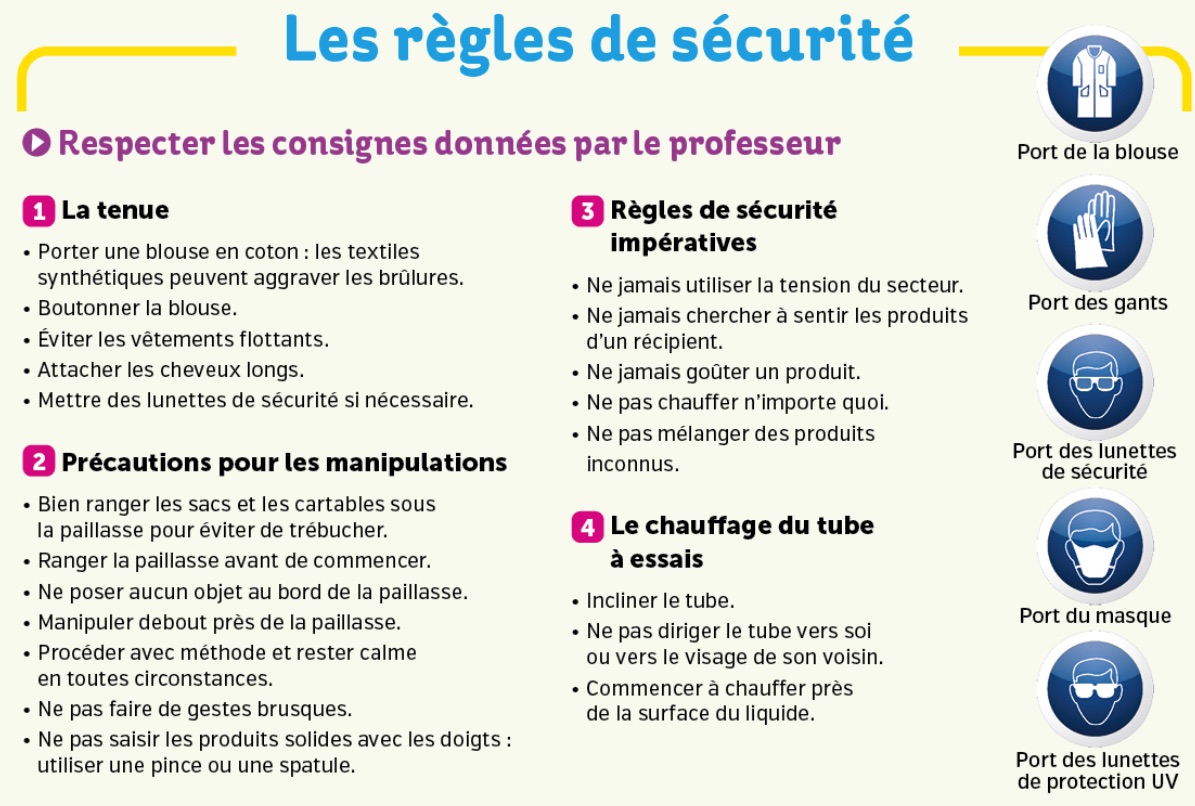 Les règles de sécurité
Respecter les consignes données par le professeur
1 La tenue
• Porter une blouse en coton : les textiles
synthétiques peuvent aggraver les brûlures.
• Boutonner la blouse.
• Éviter les vêtements flottants.
• Attacher les cheveux longs.
• Mettre des lunettes de sécurité si nécessaire.
2 Précautions pour les manipulations
• Bien ranger les sacs et les cartables sous
la paillasse pour éviter de trébucher.
• Ranger la paillasse avant de commencer.
• Ne poser aucun objet au bord de la paillasse.
• Manipuler debout près de la paillasse.
• Procéder avec méthode et rester calme
en toutes circonstances.
• Ne pas faire de gestes brusques.
• Ne pas saisir les produits solides avec les doigts :
utiliser une pince ou une spatule.
3 Règles de sécurité
impératives
• Ne jamais utiliser la tension du secteur.
• Ne jamais chercher à sentir les produits
d'un récipient.
• Ne jamais goûter un produit.
• Ne pas chauffer n'importe quoi.
• Ne pas mélanger des produits
inconnus.
4 Le chauffage du tube
à essais
• Incliner le tube.
• Ne pas diriger le tube vers soi
ou vers le visage de son voisin.
• Commencer à chauffer près
de la surface du liquide.
Port de la blouse
Port des gants
Port des lunettes
de sécurité
Port du masque
Port des lunettes
de protection UV